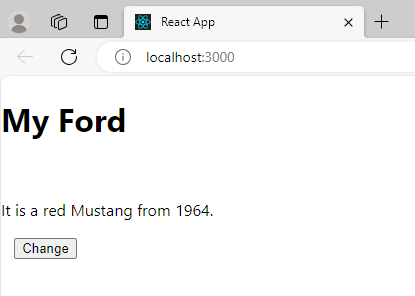 React App
localhost:3000
My Ford
It is a red Mustang from 1964.
Change